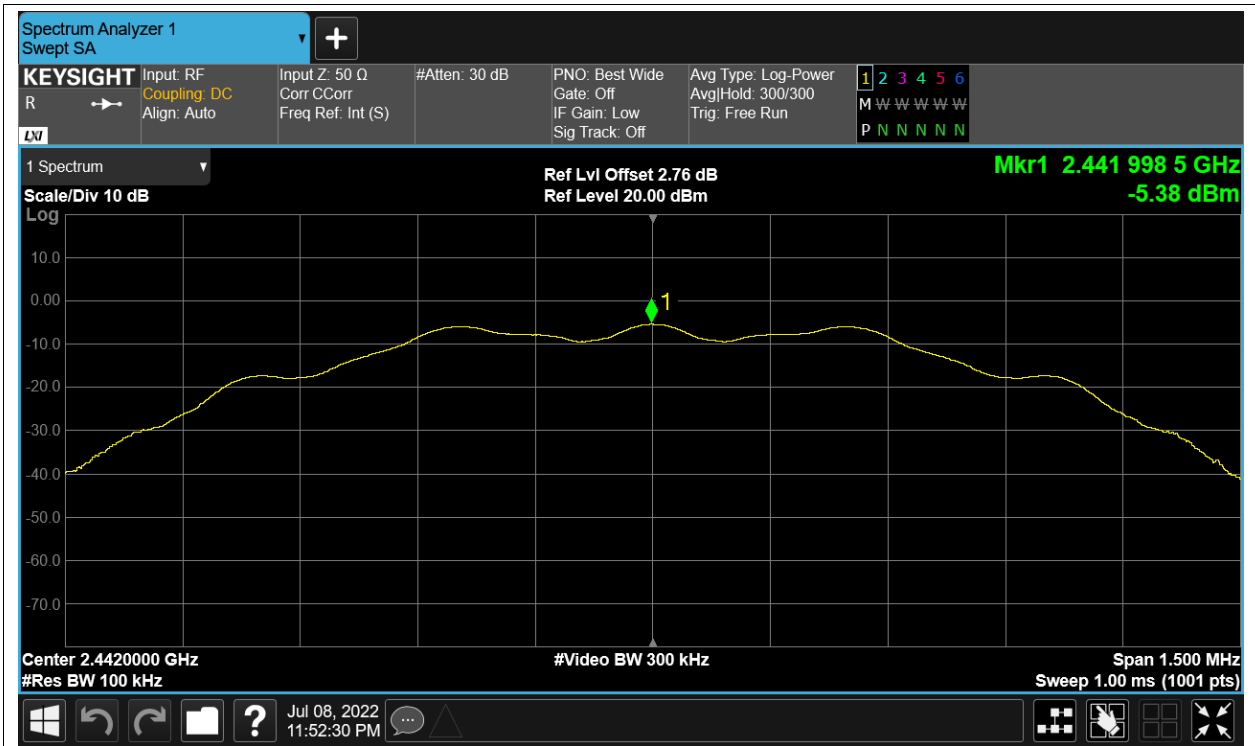 Spectrum Analyzer 1
Swept SA
KEYSIGHT
R
LXI
Input: RF
Coupling: DC
Align: Auto
Input Z: 50 Ω
Corr CCorr
Freq Ref: Int (S)
#Atten: 30 dB
PNO: Best Wide
Gate: Off
IF Gain: Low
Sig Track: Off
Avg Type: Log-Power
Avg|Hold: 300/300
Trig: Free Run
1 2 3 4 5 6
M W W W W W W
P N N N N N N
1 Spectrum
Scale/Div 10 dB
Log
Ref Lvl Offset 2.76 dB
Ref Level 20.00 dBm
Mkr1 2.441 998 5 GHz
-5.38 dBm
10.0
0.00
-10.0
-20.0
-30.0
-40.0
-50.0
-60.0
-70.0
1
Center 2.4420000 GHz
#Res BW 100 kHz
#Video BW 300 kHz
Span 1.500 MHz
Sweep 1.00 ms (1001 pts)
?
Jul 08, 2022
11:52:30 PM